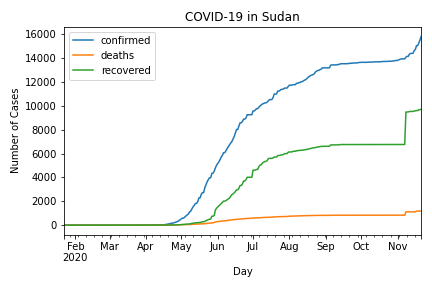 COVID-19 in Sudan
confirmed
deaths
recovered
Number of Cases
16000
14000
12000
10000
8000
6000
4000
2000
0
Feb Mar Apr May Jun Jul Aug Sep Oct Nov
2020
Day